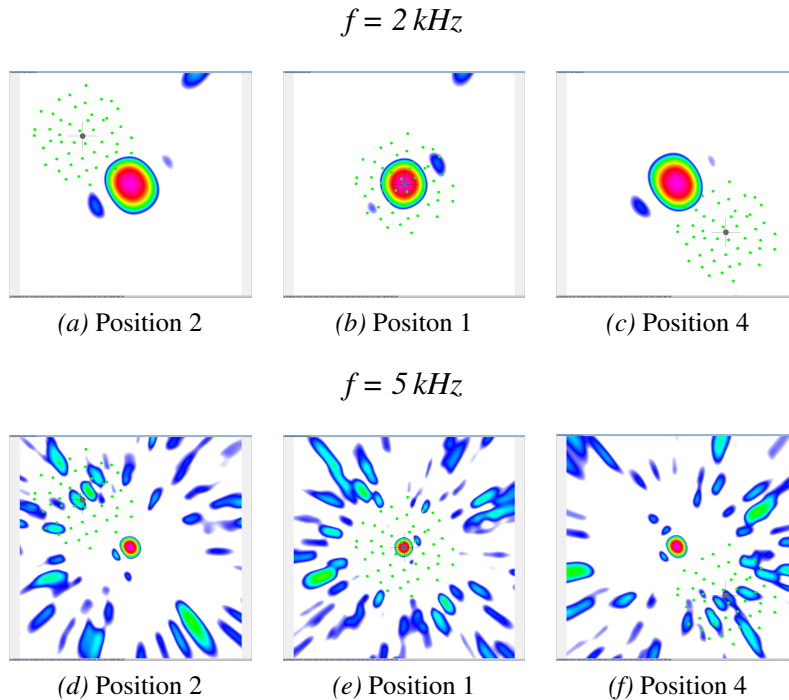 f = 2 kHz
(a) Position 2
(b) Positon 1
(c) Position 4
f = 5 kHz
(d) Position 2
(e) Position 1
(f) Position 4